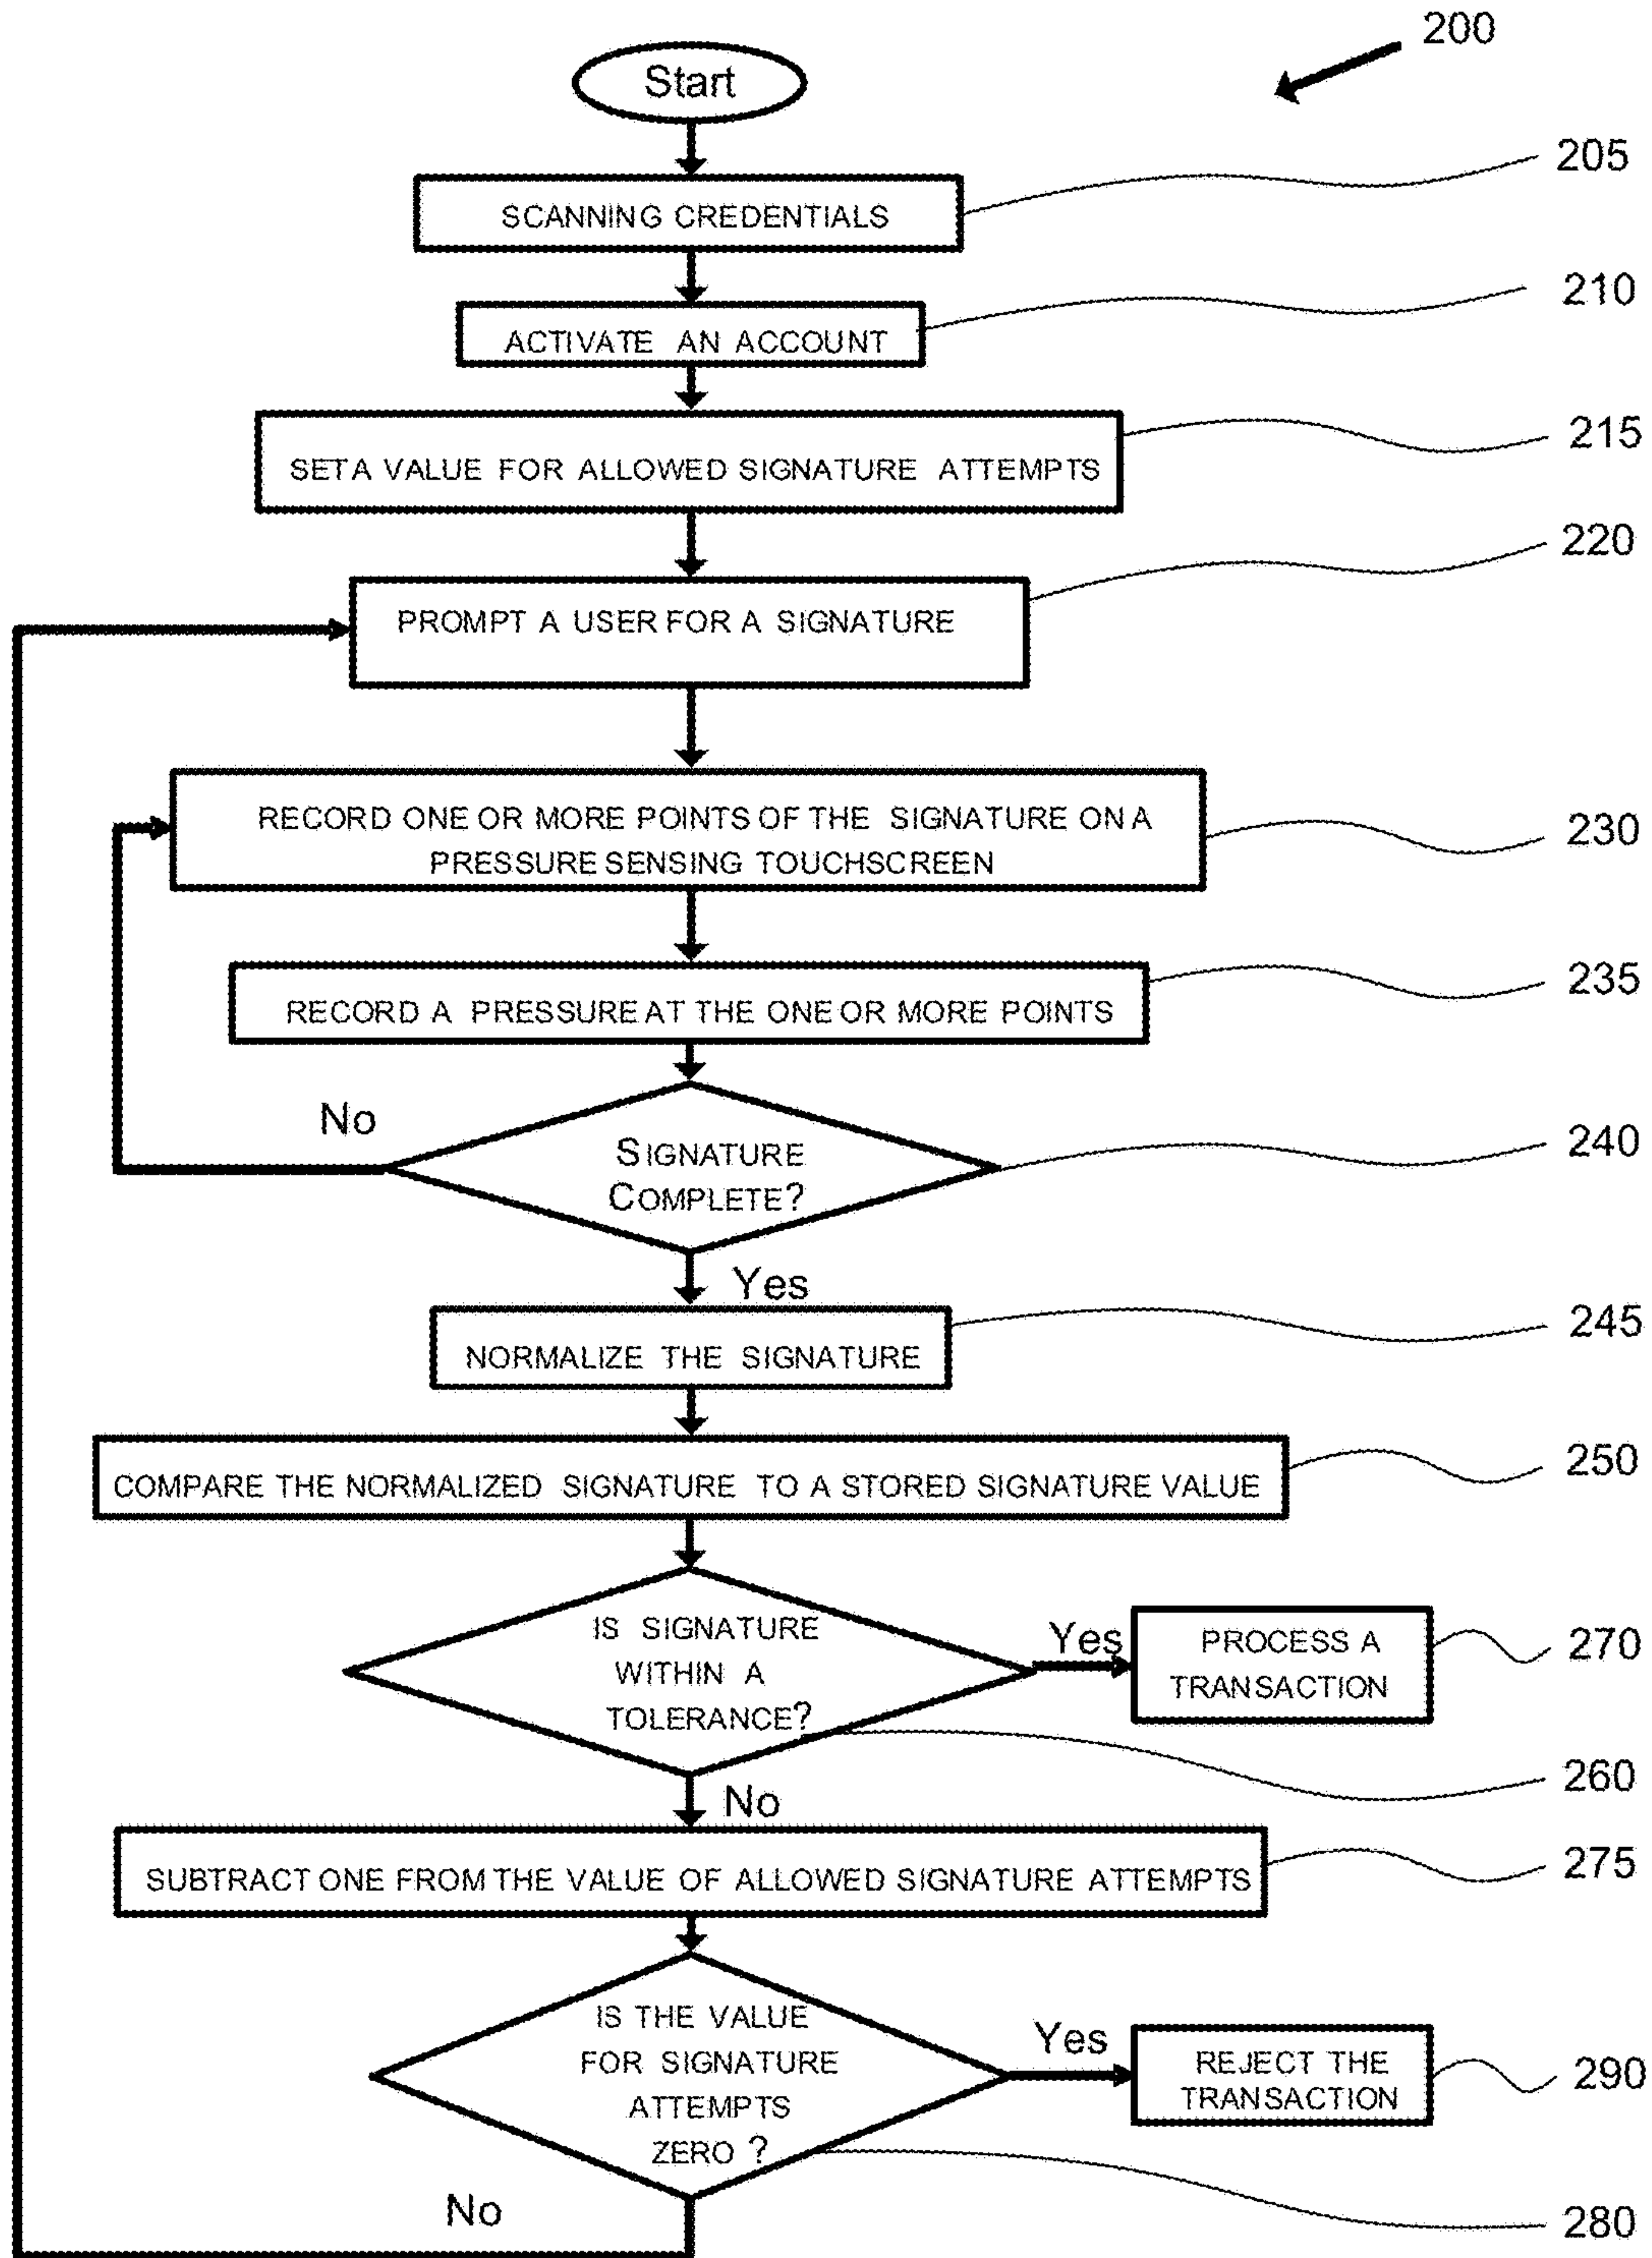 200
Start
205
SCANNING CREDENTIALS
210
ACTIVATE AN ACCOUNT
215
SET A VALUE FOR ALLOWED SIGNATURE ATTEMPTS
220
PROMPT A USER FOR A SIGNATURE
RECORD ONE OR MORE POINTS OF THE SIGNATURE ON A
PRESSURE SENSING TOUCHSCREEN
230
235
RECORD A PRESSURE AT THE ONE OR MORE POINTS
No
SIGNATURE
COMPLETE?
240
Yes
245
NORMALIZE THE SIGNATURE
250
COMPARE THE NORMALIZED SIGNATURE TO A STORED SIGNATURE VALUE
IS SIGNATURE
WITHIN A
TOLERANCE?
Yes
PROCESS A
TRANSACTION
270
260
No
275
SUBTRACT ONE FROM THE VALUE OF ALLOWED SIGNATURE ATTEMPTS
IS THE VALUE
FOR SIGNATURE
ATTEMPTS
ZERO ?
Yes
REJECT THE
TRANSACTION
290
No
280